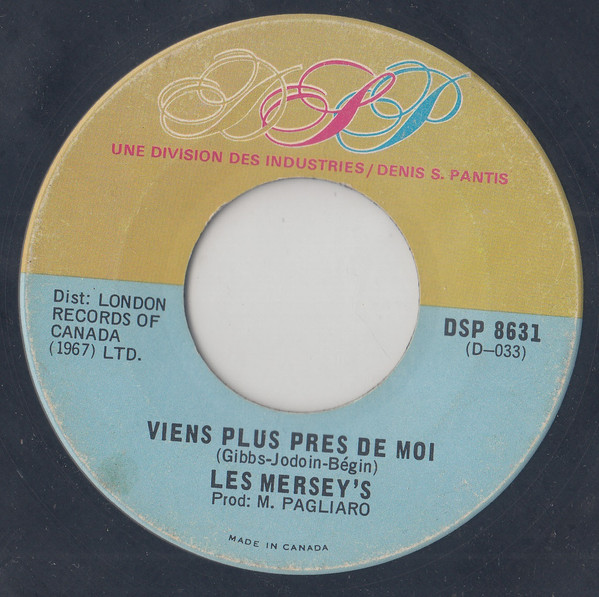 DSP
UNE DIVISION DES INDUSTRIES/DENIS S. PANTIS
Dist: LONDON
RECORDS OF
CANADA
(1967) LTD.
DSP 8631
(D-033)
VIENS PLUS PRES DE MOI
(Gibbs-Jodoin-Bégin)
LES MERSEY'S
Prod: M. PAGLIARO
MADE IN CANADA